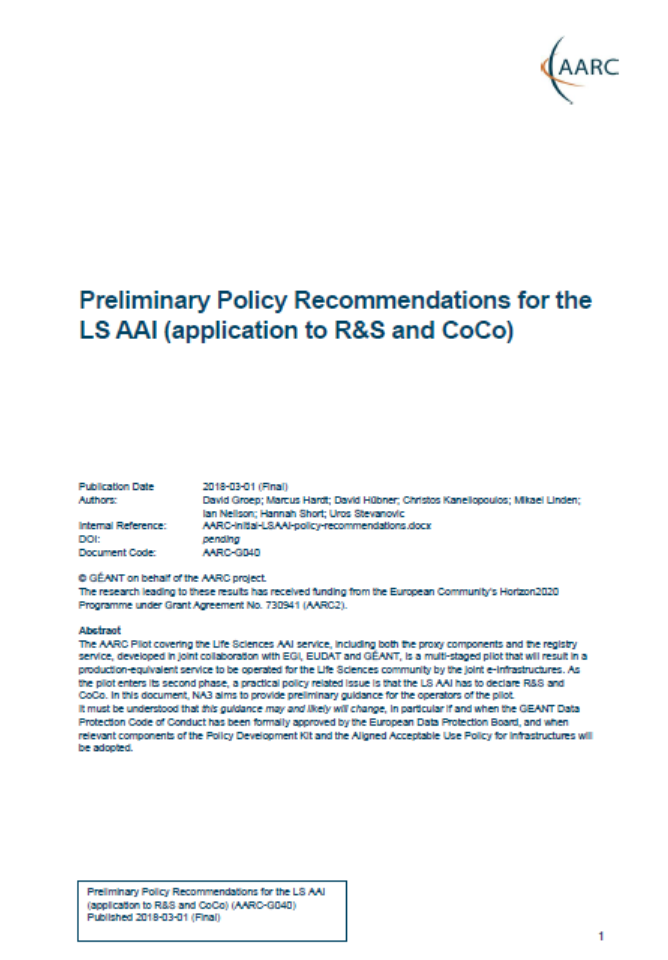 AARC
Preliminary Policy Recommendations for the
LS AAI (application to R&S and CoCo)
Publication Date 2018-03-01 (Final)
Authors: David Groep; Marcus Hardt; David Hübner; Christos Kanellopoulos; Mikael Linden;
Ian Neilson; Hannah Short; Uros Stevanovic
Internal Reference: AARC-Initial-LSAAI-policy-recommendations.docx
DOI: pending
Document Code: AARC-G040
© GÉANT on behalf of the AARC project.
The research leading to these results has received funding from the European Community's Horizon2020
Programme under Grant Agreement No. 730941 (AARC2).
Abstract
The AARC Pilot covering the Life Sciences AAI service, including both the proxy components and the registry
service, developed in joint collaboration with EGI, EUDAT and GÉANT, is a multi-staged pilot that will result in a
production-equivalent service to be operated for the Life Sciences community by the joint e-Infrastructures. As
the pilot enters its second phase, a practical policy related issue is that the LS AAI has to declare R&S and
CoCo. In this document, NA3 aims to provide preliminary guidance for the operators of the pilot.
It must be understood that this guidance may and likely will change, in particular if and when the GEANT Data
Protection Code of Conduct has been formally approved by the European Data Protection Board, and when
relevant components of the Policy Development Kit and the Aligned Acceptable Use Policy for Infrastructures will
be adopted.
Preliminary Policy Recommendations for the LS AAI
(application to R&S and CoCo) (AARC-G040)
Published 2018-03-01 (Final)
1